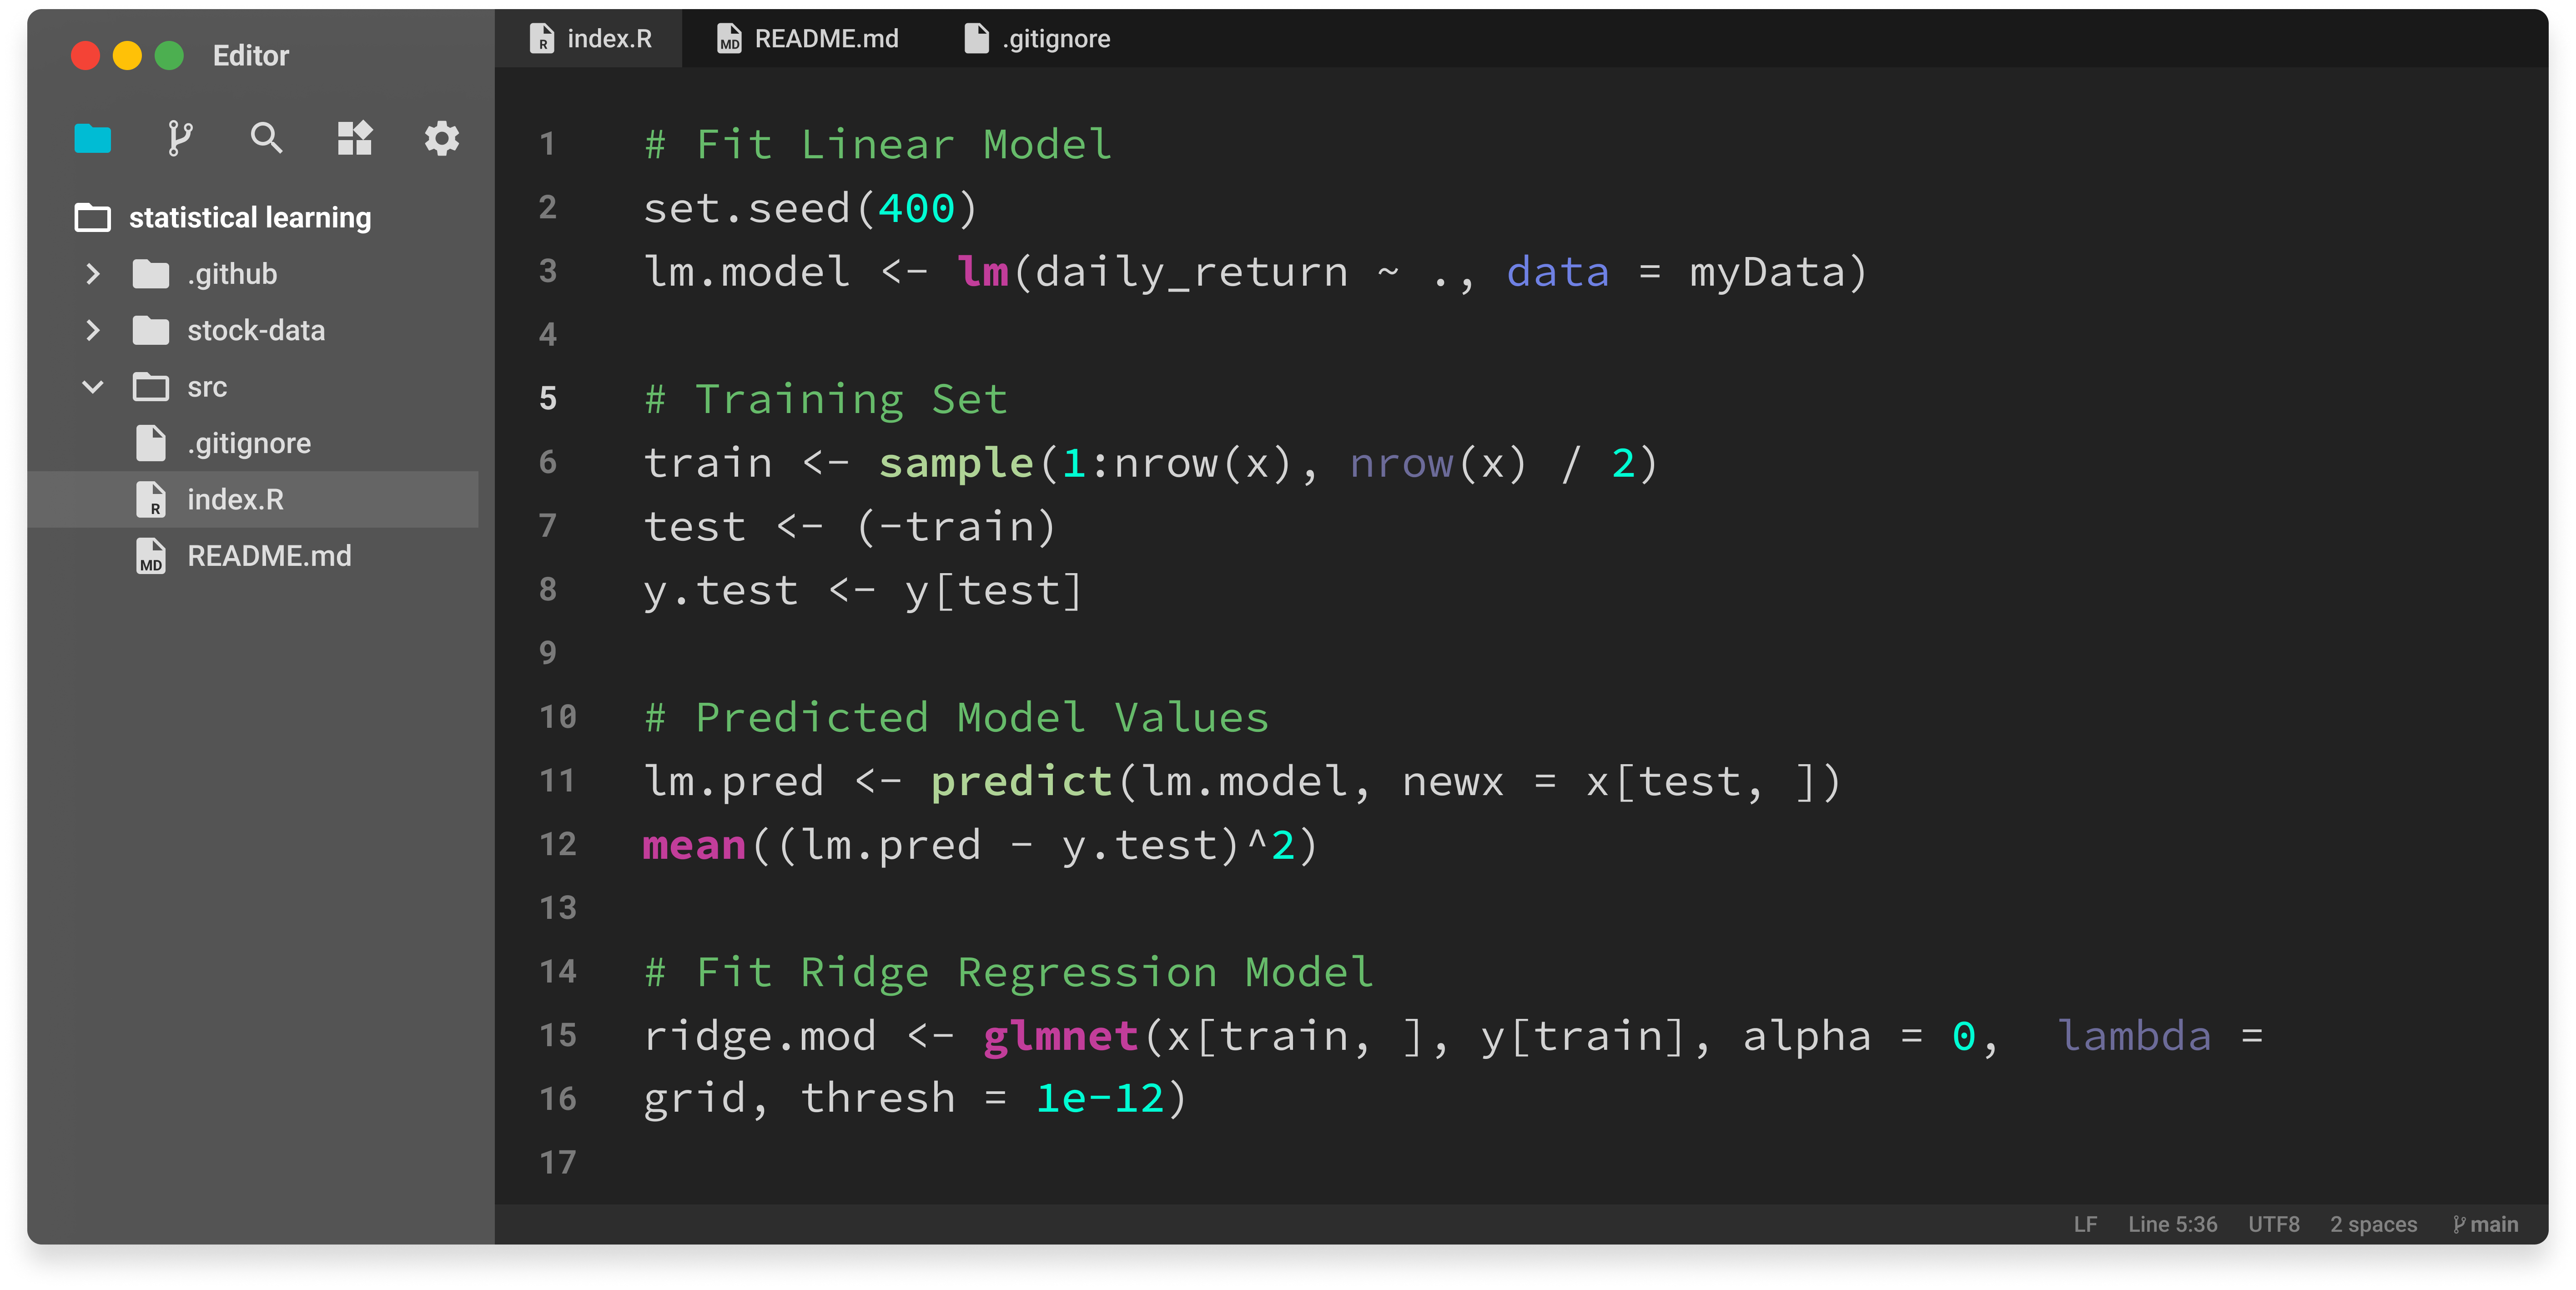 Editor
index.R
README.md
.gitignore
statistical learning
.github
stock-data
src
.gitignore
R index.R
MD README.md
1 # Fit Linear Model
2 set.seed(400)
3 lm.model <- lm(daily_return ~ ., data = myData)
4
5 # Training Set
6 train <- sample(1:nrow(x), nrow(x) / 2)
7 test <- (-train)
8 y.test <- y[test]
9
10 # Predicted Model Values
11 lm.pred <- predict(lm.model, newx = x[test, ])
12 mean((lm.pred - y.test)^2)
13
14 # Fit Ridge Regression Model
15 ridge.mod <- glmnet(x[train, ], y[train], alpha = 0,  lambda =
16 grid, thresh = 1e-12)
17
LF Line 5:36 UTF8 2 spaces main